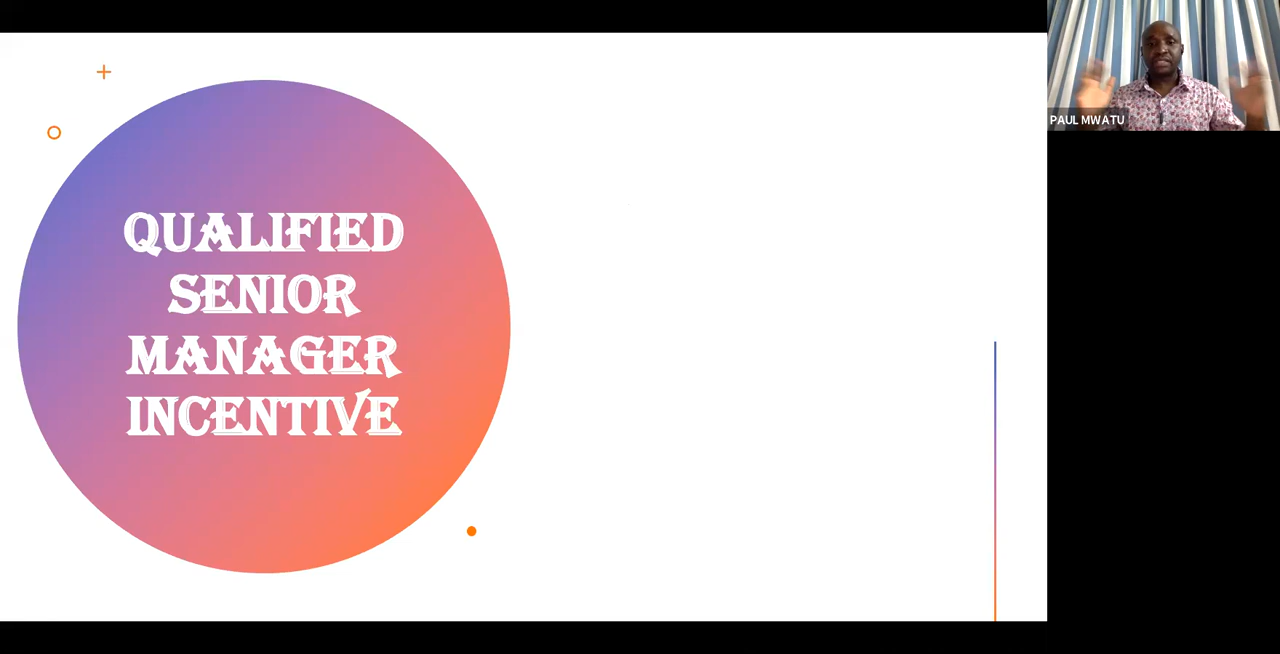 QUALIFIED
SENIOR
MANAGER
INCENTIVE
PAUL MWATU